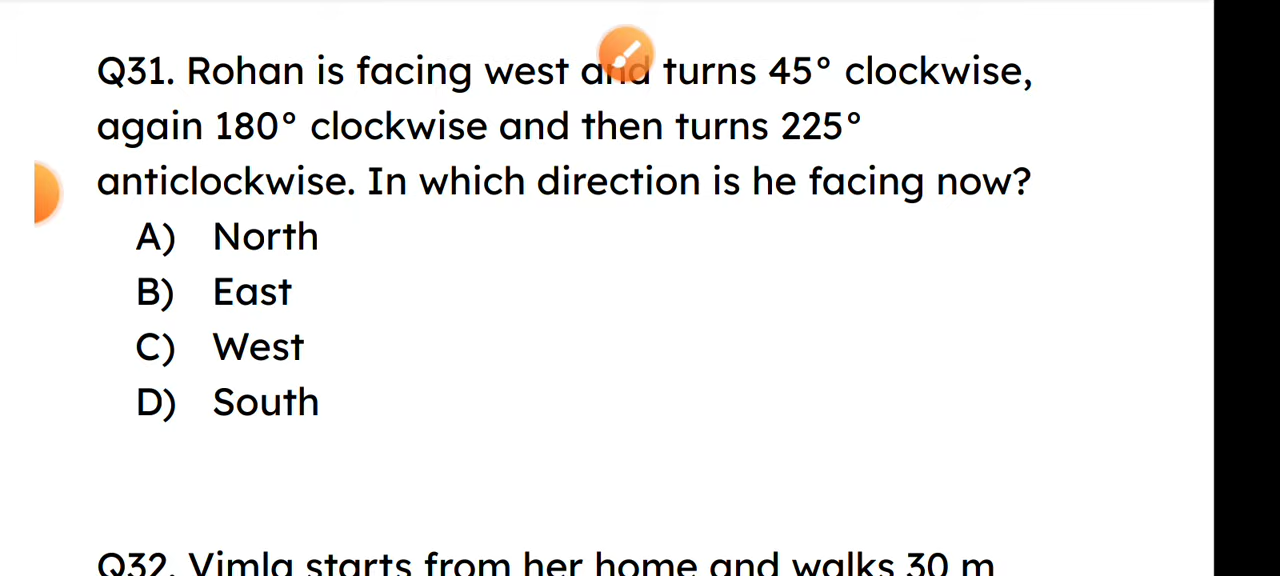 Q31. Rohan is facing west and turns 45° clockwise,
again 180° clockwise and then turns 225°
anticlockwise. In which direction is he facing now?
A) North
B) East
C) West
D) South
Q32. Vimla starts from her home and walks 30 m